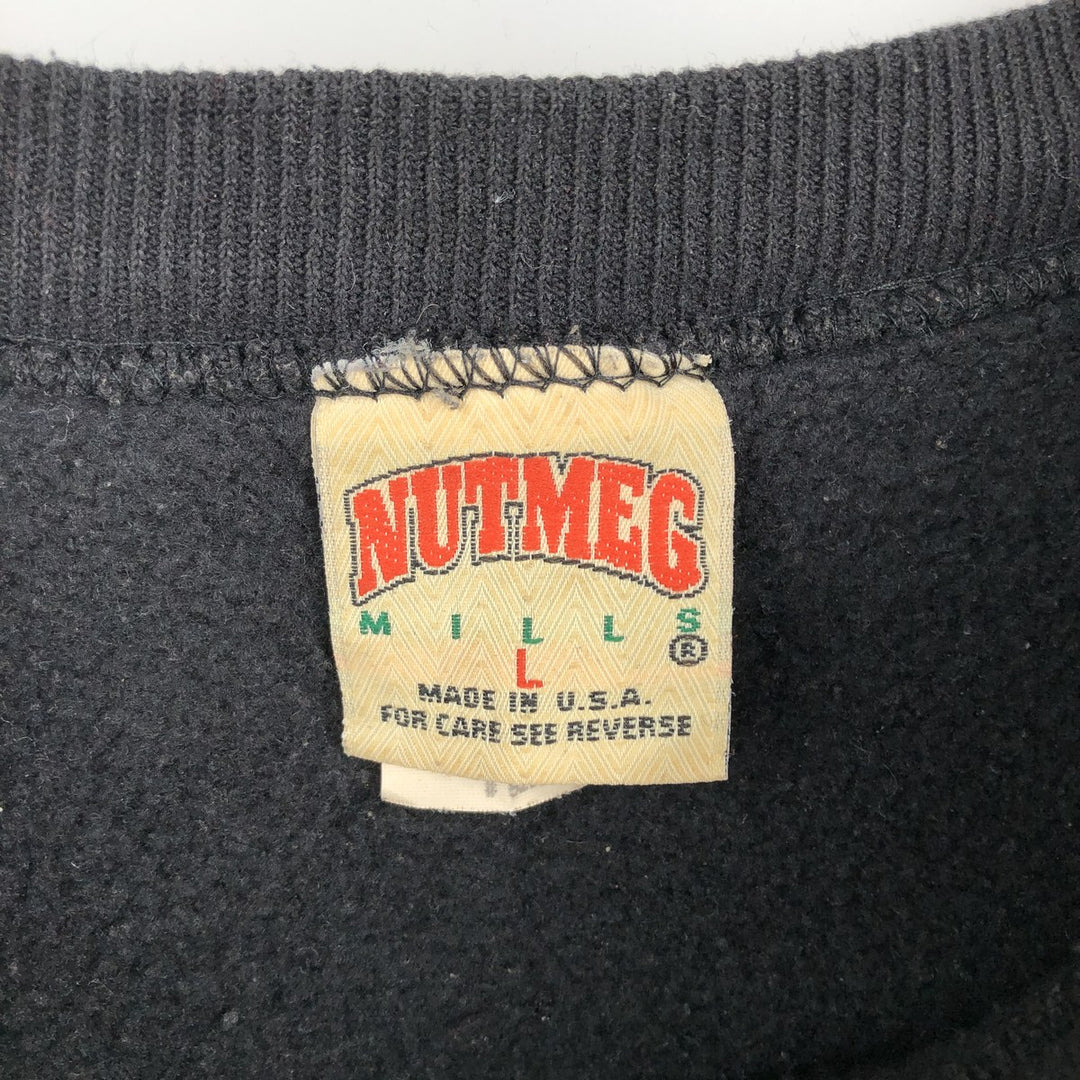 NUTMEG
MILLS
®
L
MADE IN U.S.A.
FOR CARE SEE REVERSE